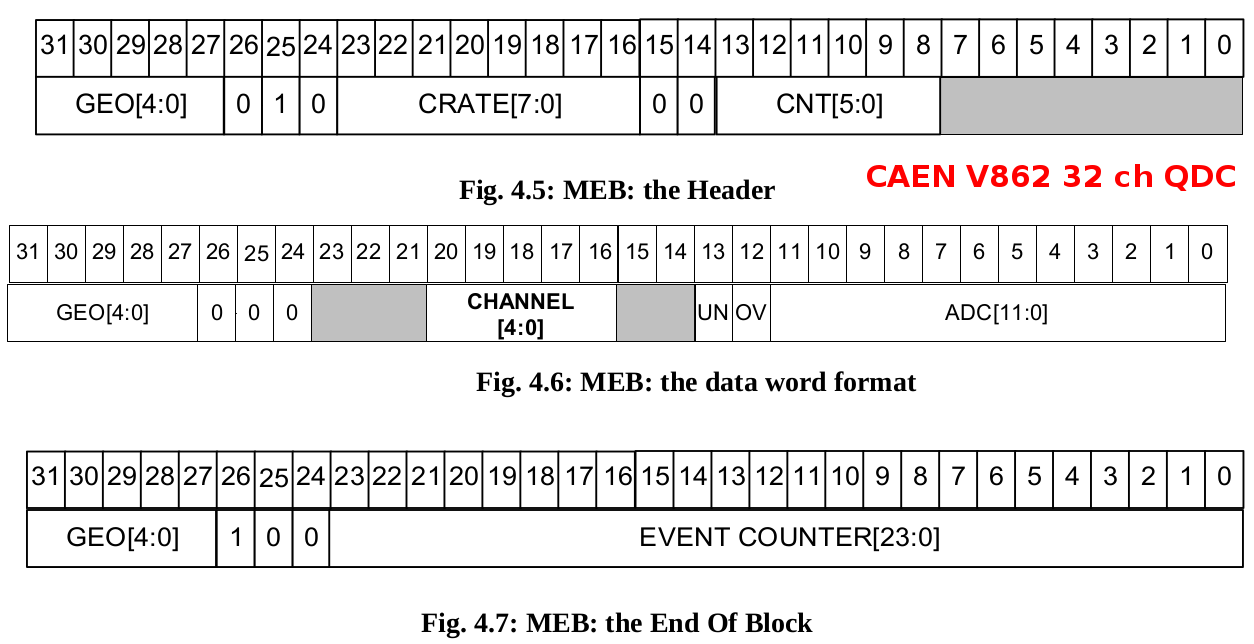 31 30 29 28 27 26 25 24 23 22 21 20 19 18 17 16 15 14 13 12 11 10 9 8 7 6 5 4 3 2 1 0
GEO[4:0] 0 1 0 CRATE[7:0] 0 0 CNT[5:0]
Fig. 4.5: MEB: the Header
CAEN V862 32 ch QDC
31 30 29 28 27 26 25 24 23 22 21 20 19 18 17 16 15 14 13 12 11 10 9 8 7 6 5 4 3 2 1 0
GEO[4:0] 0 0 0 CHANNEL
[4:0] UN OV ADC[11:0]
Fig. 4.6: MEB: the data word format
31 30 29 28 27 26 25 24 23 22 21 20 19 18 17 16 15 14 13 12 11 10 9 8 7 6 5 4 3 2 1 0
GEO[4:0] 1 0 0 EVENT COUNTER[23:0]
Fig. 4.7: MEB: the End Of Block